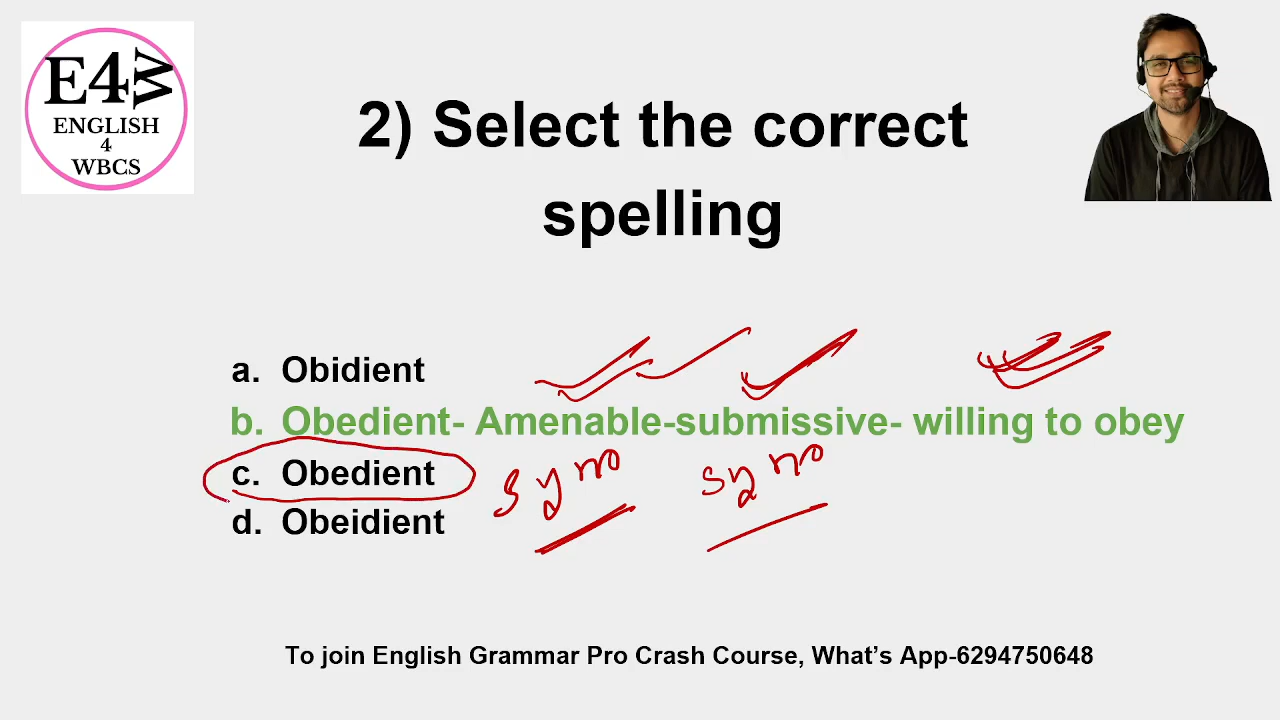 E4W
ENGLISH
4
WBCS
2) Select the correct
spelling
a. Obidient
b. Obedient- Amenable-submissive- willing to obey
c. Obedient
d. Obeidient
Syno
Syno
To join English Grammar Pro Crash Course, What’s App-6294750648